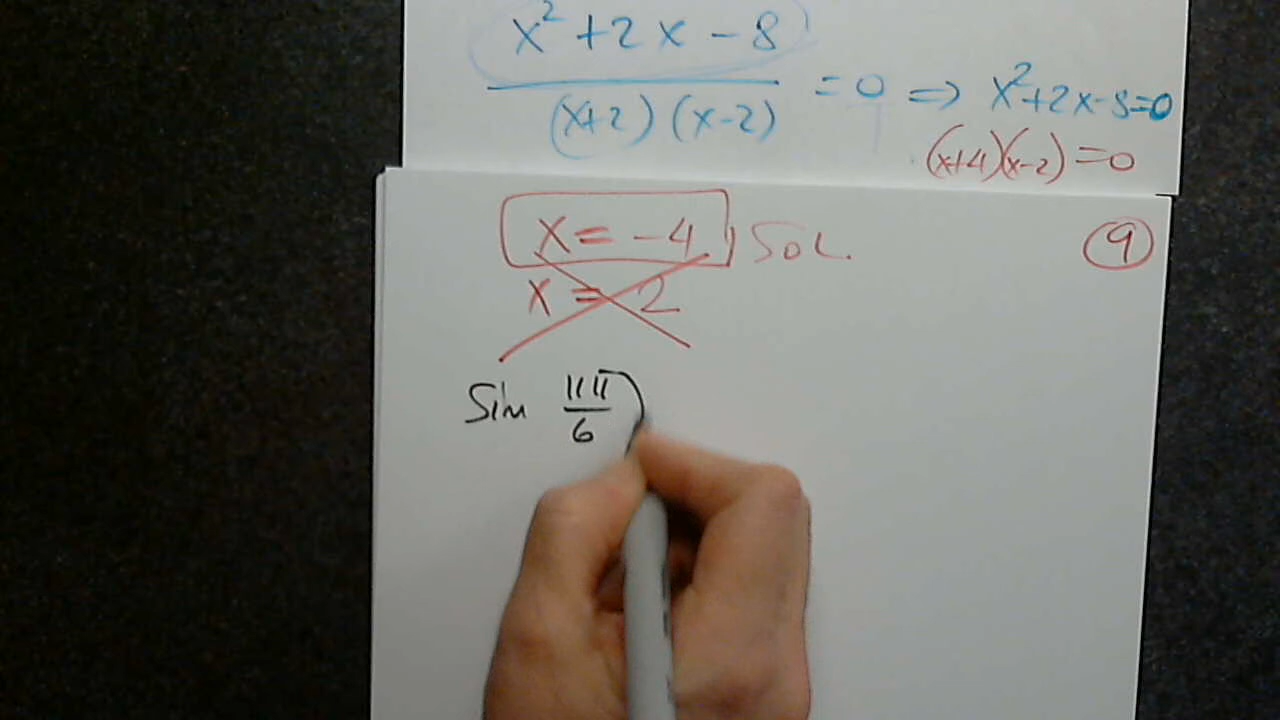 x²+2x-8
(x+2)(x-2)
=0 => x²+2x-8=0
(x+4)(x-2)=0
x=-4 SOL.
9
x=2
Sin 11π
6